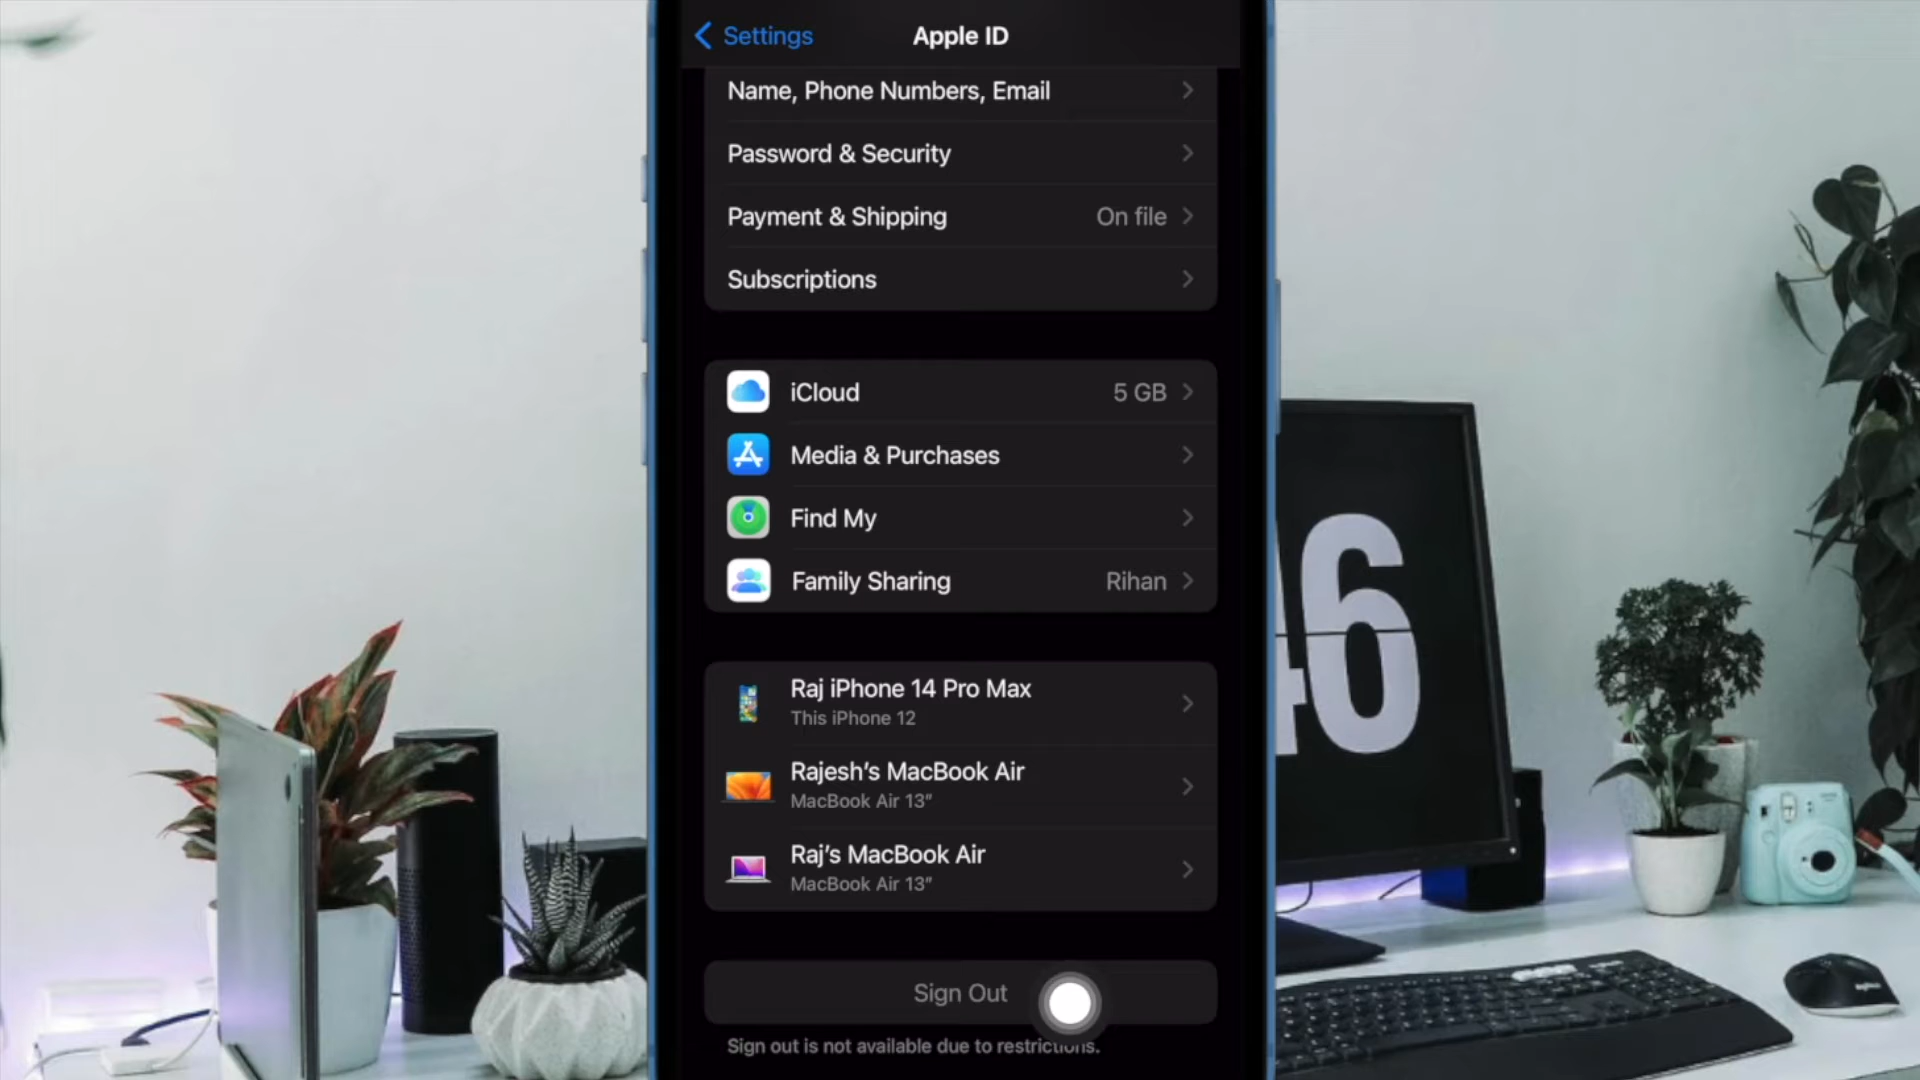 Settings
Apple ID
Name, Phone Numbers, Email
Password & Security
Payment & Shipping On file
Subscriptions
iCloud 5 GB
Media & Purchases
Find My
Family Sharing Rihan
Raj iPhone 14 Pro Max
This iPhone 12
Rajesh's MacBook Air
MacBook Air 13"
Raj's MacBook Air
MacBook Air 13"
46
Sign Out
Sign out is not available due to restrictions.